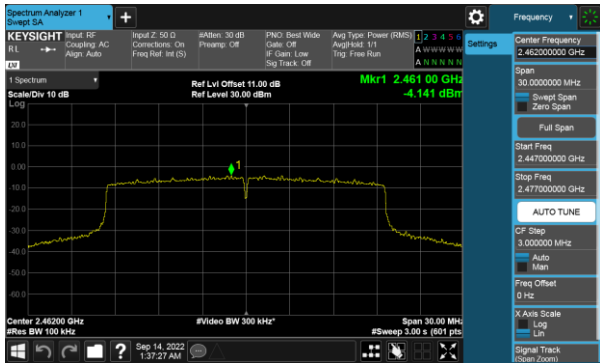 Spectrum Analyzer 1
Swept SA
Frequency
KEYSIGHT
Input: RF
Input Z: 50 Ω
#Atten: 30 dB
PNO: Best Wide
Avg Type: Power (RMS)
1 2 3 4 5 6
RL
Coupling: AC
Corrections: On
Preamp: Off
Gate: Off
Avg|Hold: 1/1
A W W W W W
Align: Auto
Freq Ref: Int (S)
IF Gain: Low
Trig: Free Run
Sig Track: Off
A N N N N N
LXI
Settings
Center Frequency
2.462000000 GHz
Span
30.0000000 MHz
Swept Span
Zero Span
Full Span
Start Freq
2.447000000 GHz
Stop Freq
2.477000000 GHz
AUTO TUNE
CF Step
3.000000 MHz
Auto
Man
Freq Offset
0 Hz
X Axis Scale
Log
Lin
Signal Track
(Span Zoom)
1 Spectrum
Ref Lvl Offset 11.00 dB
Mkr1 2.461 00 GHz
Scale/Div 10 dB
Ref Level 30.00 dBm
-4.141 dBm
Log
20.0
10.0
0.00
1
-10.0
-20.0
-30.0
-40.0
-50.0
-60.0
Center 2.46200 GHz
#Video BW 300 kHz*
Span 30.00 MHz
#Res BW 100 kHz
#Sweep 3.00 s (601 pts)
?
Sep 14, 2022
1:37:27 AM